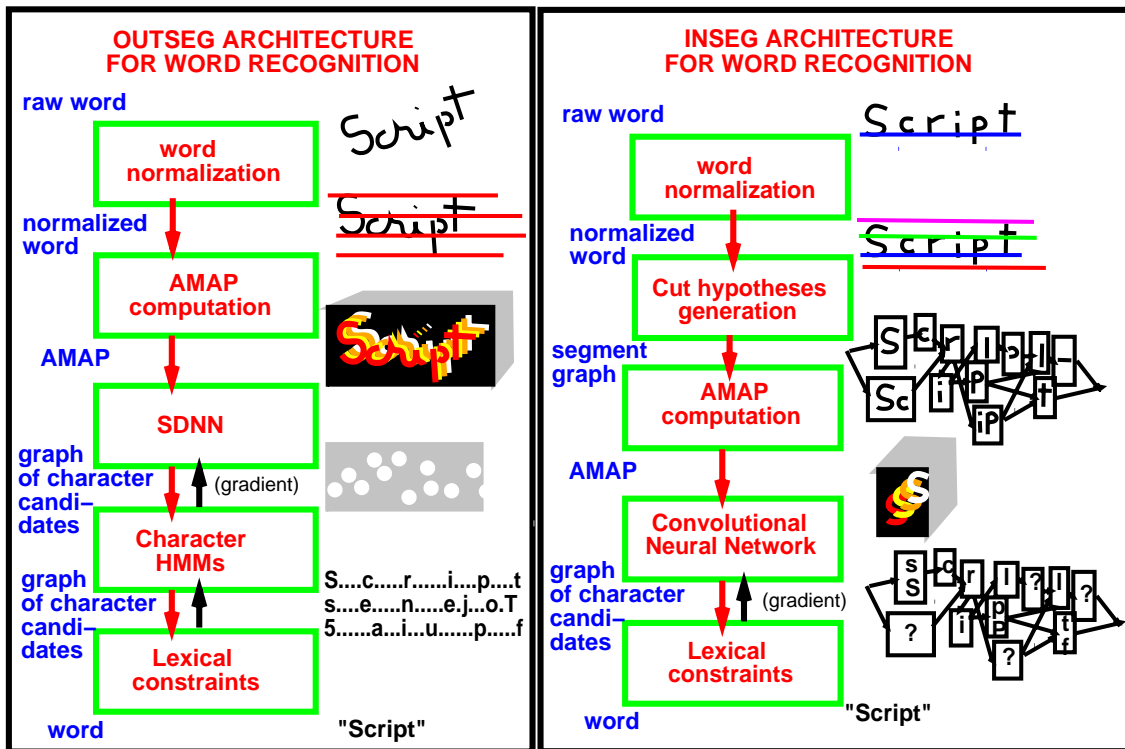 OUTSEG ARCHITECTURE
FOR WORD RECOGNITION
raw word
Script
word
normalization
normalized
word
Script
AMAP
computation
AMAP
Script
SDNN
graph
of character
candi–
dates
(gradient)
Character
HMMs
graph
of character
candi–
dates
S....c.....r......i...p....t
s....e....n.....e.j...o.T
5......a...i...u......p.....f
Lexical
constraints
word
"Script"
INSEG ARCHITECTURE
FOR WORD RECOGNITION
raw word
Script
word
normalization
normalized
word
Script
Cut hypotheses
generation
segment
graph
S c r l l –
Sc i p t
ip
AMAP
computation
AMAP
S
Convolutional
Neural Network
graph
of character
candi–
dates
(gradient)
s c r l ? l ?
S
? i p t
P f
?
Lexical
constraints
word
"Script"